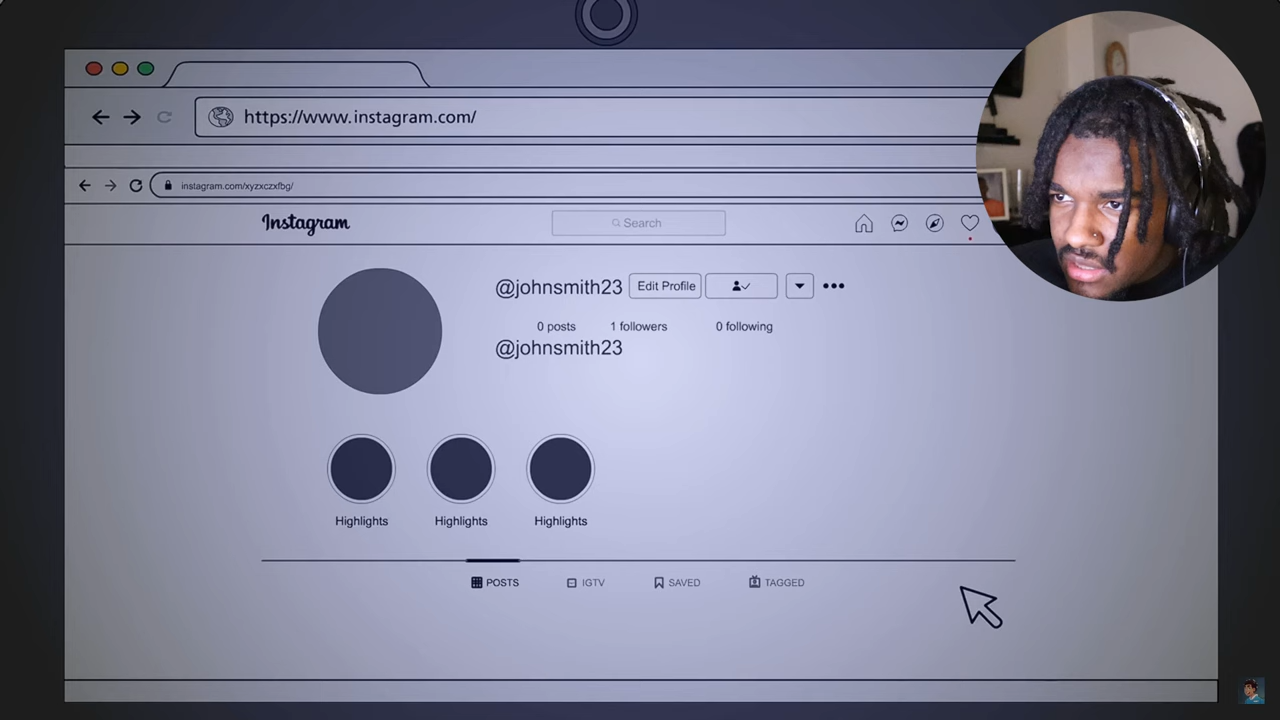 https://www.instagram.com/
instagram.com/xyzxczxfbg/
Instagram
Search
@johnsmith23 Edit Profile
0 posts 1 followers 0 following
@johnsmith23
Highlights Highlights Highlights
POSTS IGTV SAVED TAGGED